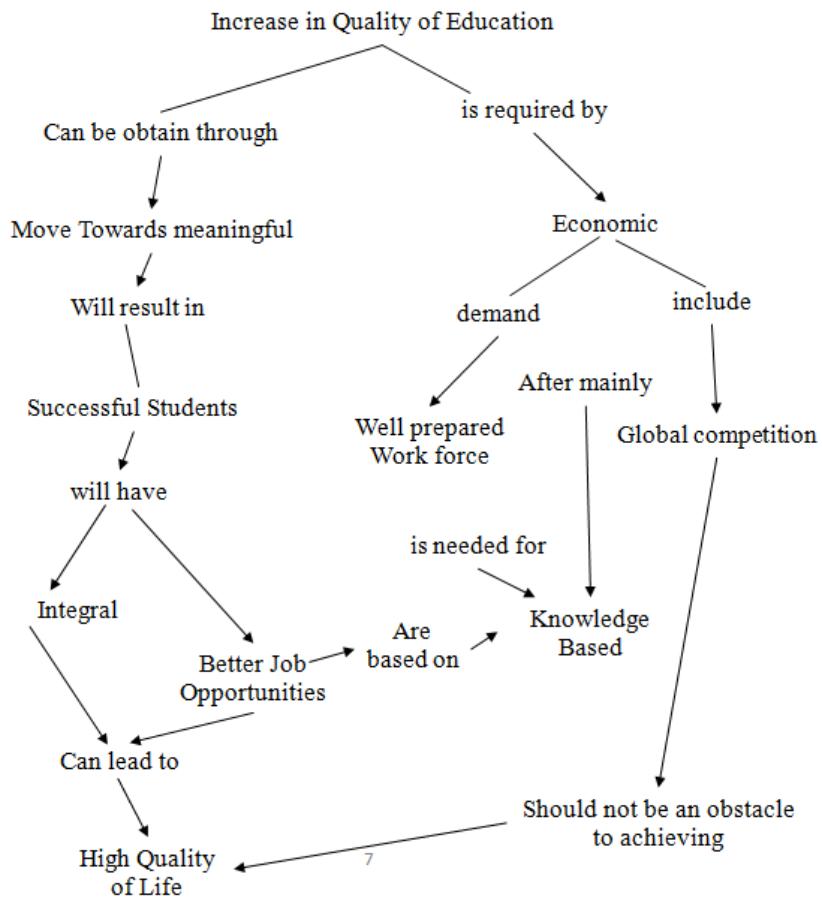 Increase in Quality of Education
is required by
Can be obtain through
Economic
Move Towards meaningful
Will result in
include
demand
After mainly
Successful Students
Well prepared
Work force
Global competition
will have
is needed for
Integral
Knowledge
Based
Are
based on
Better Job
Opportunities
Can lead to
Should not be an obstacle
to achieving
7
High Quality
of Life